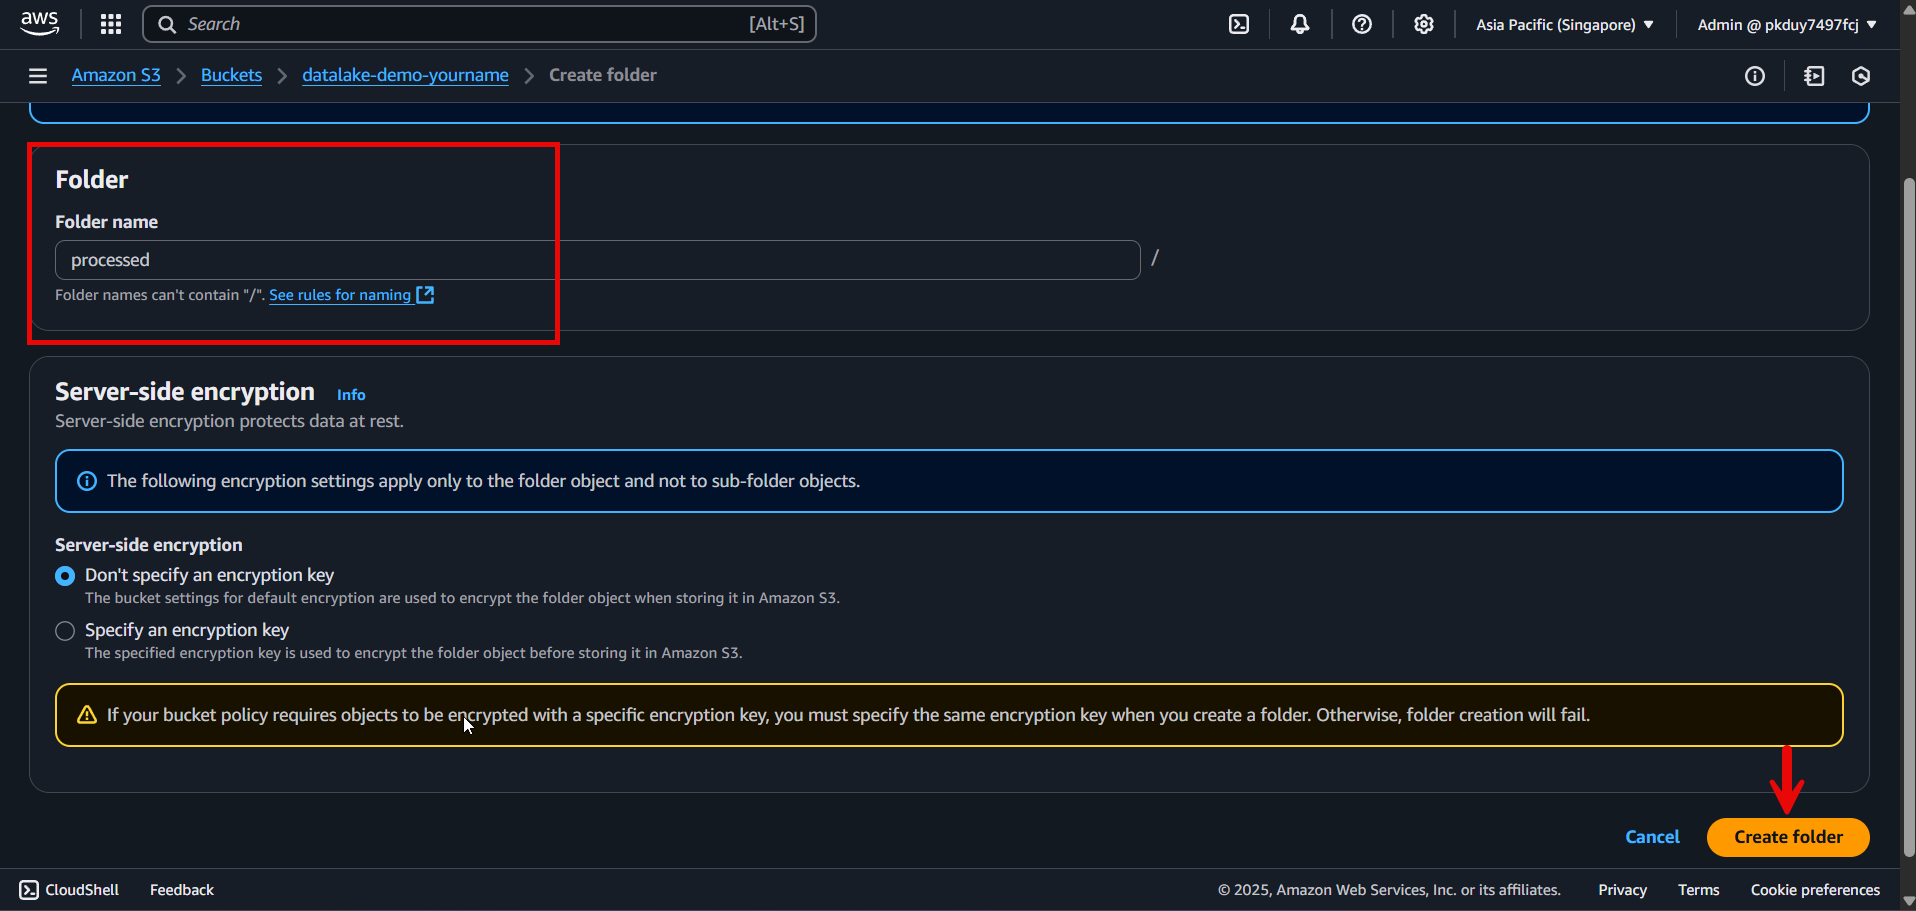 aws
Search [Alt+S]
Asia Pacific (Singapore)
Admin @ pkduy7497fcj
Amazon S3
Buckets
datalake-demo-yourname
Create folder
Folder
Folder name
processed
/
Folder names can't contain "/". See rules for naming
Server-side encryption Info
Server-side encryption protects data at rest.
The following encryption settings apply only to the folder object and not to sub-folder objects.
Server-side encryption
Don't specify an encryption key
The bucket settings for default encryption are used to encrypt the folder object when storing it in Amazon S3.
Specify an encryption key
The specified encryption key is used to encrypt the folder object before storing it in Amazon S3.
If your bucket policy requires objects to be encrypted with a specific encryption key, you must specify the same encryption key when you create a folder. Otherwise, folder creation will fail.
Cancel
Create folder
CloudShell
Feedback
© 2025, Amazon Web Services, Inc. or its affiliates.
Privacy
Terms
Cookie preferences